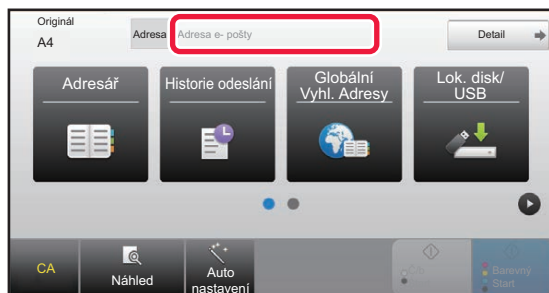 Originál
A4
Adresa
Adresa e- pošty
Detail
Adresář
Historie odeslání
Globální
Vyhl. Adresy
Lok. disk/
USB
CA
Náhled
Auto
nastavení
Barevný
Start